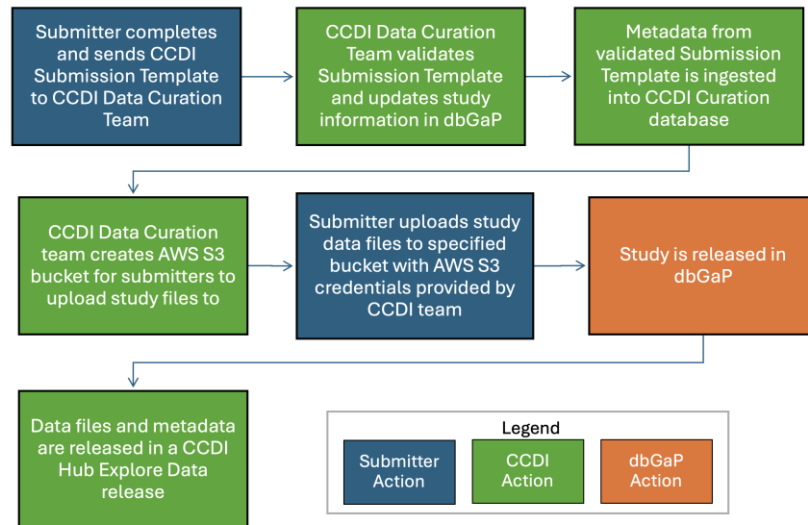 Submitter completes
and sends CCDI
Submission Template
to CCDI Data Curation
Team
CCDI Data Curation
Team validates
Submission Template
and updates study
information in dbGaP
Metadata from
validated Submission
Template is ingested
into CCDI Curation
database
CCDI Data Curation
team creates AWS S3
bucket for submitters to
upload study files to
Submitter uploads study
data files to specified
bucket with AWS S3
credentials provided by
CCDI team
Study is released in
dbGaP
Data files and metadata
are released in a CCDI
Hub Explore Data
release
Legend
Submitter
Action
CCDI
Action
dbGaP
Action